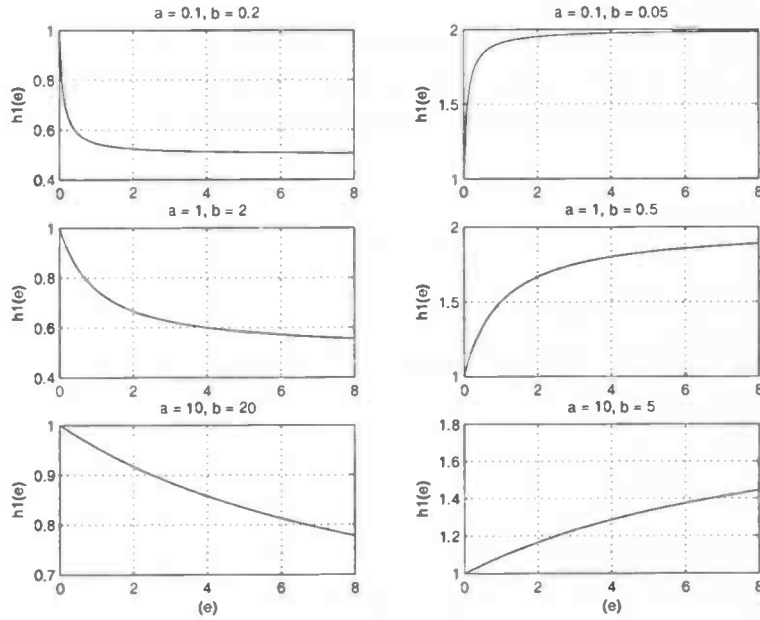 a = 0.1, b = 0.2
h1(e)
1
0.8
0.6
0.4
0 2 4 6 8
a = 0.1, b = 0.05
h1(e)
2
1.5
1
0 2 4 6 8
a = 1, b = 2
h1(e)
1
0.8
0.6
0.4
0 2 4 6 8
a = 1, b = 0.5
h1(e)
2
1.5
1
0 2 4 6 8
a = 10, b = 20
h1(e)
1
0.9
0.8
0.7
0 2 4 6 8
(e)
a = 10, b = 5
h1(e)
1.8
1.6
1.4
1.2
1
0 2 4 6 8
(e)